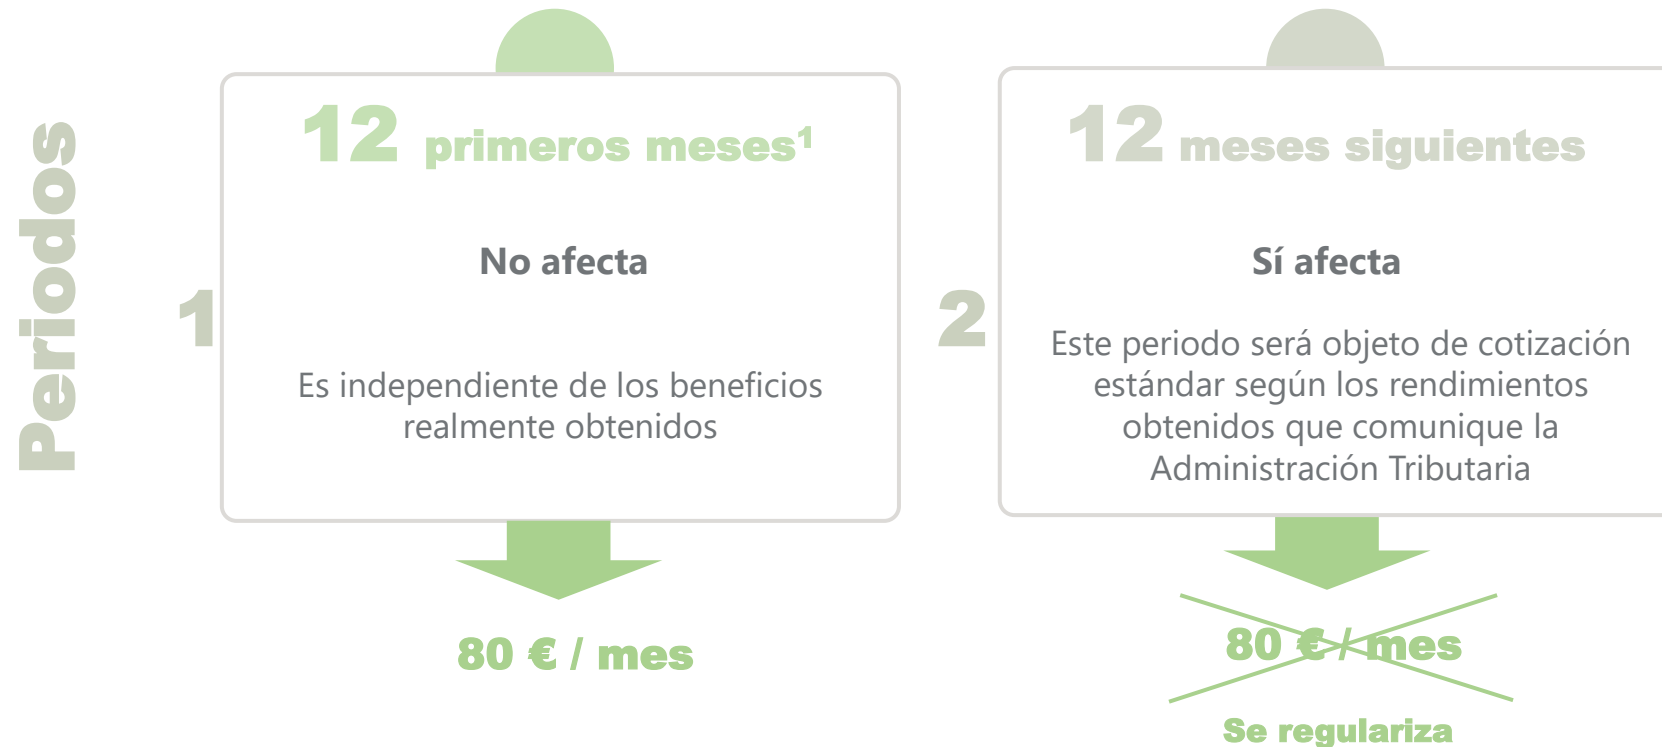 Periodos
1
12 primeros meses¹
No afecta
Es independiente de los beneficios
realmente obtenidos
80 € / mes
2
12 meses siguientes
Sí afecta
Este periodo será objeto de cotización
estándar según los rendimientos
obtenidos que comunique la
Administración Tributaria
80 € / mes
Se regulariza